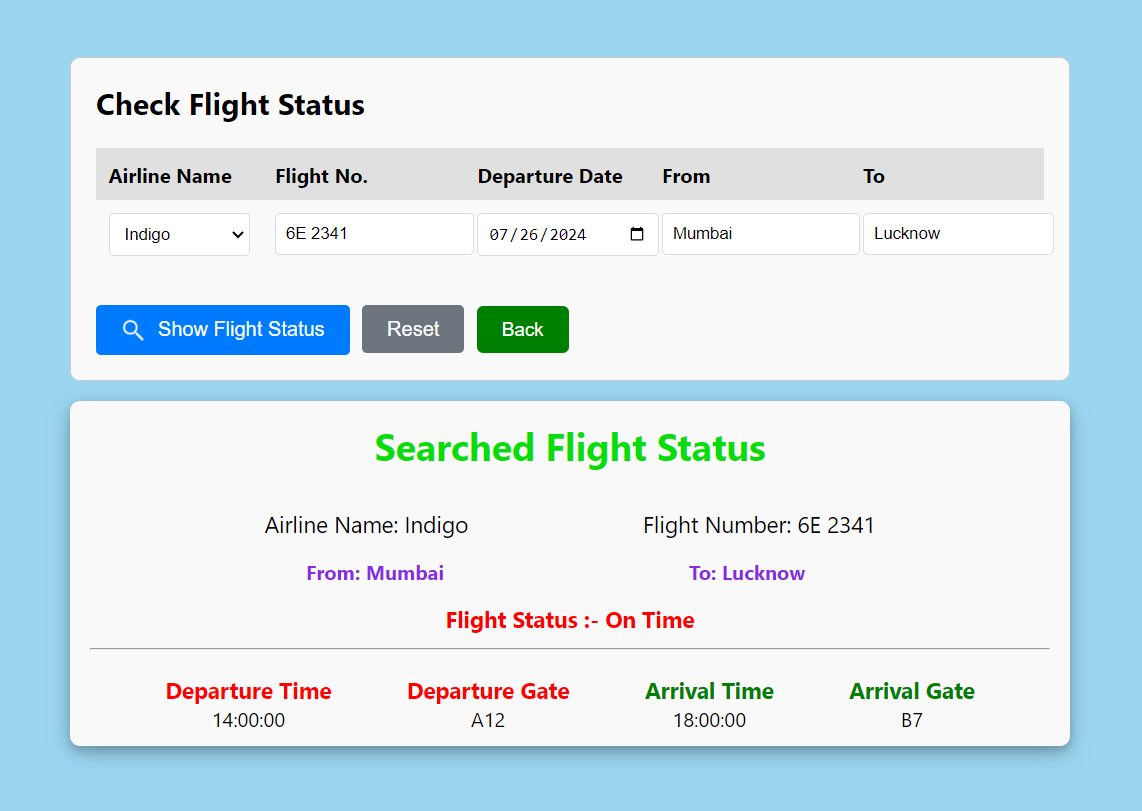 Check Flight Status
Airline Name Flight No. Departure Date From To
Indigo 6E 2341 07/26/2024 Mumbai Lucknow
Show Flight Status Reset Back
Searched Flight Status
Airline Name: Indigo Flight Number: 6E 2341
From: Mumbai To: Lucknow
Flight Status :- On Time
Departure Time Departure Gate Arrival Time Arrival Gate
14:00:00 A12 18:00:00 B7